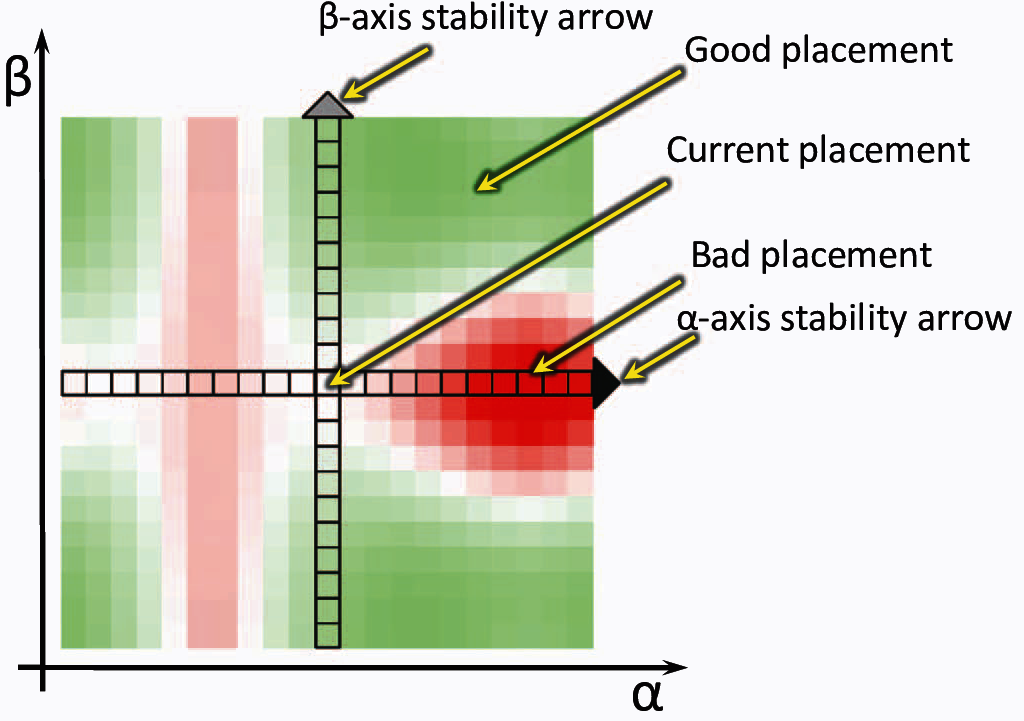 β-axis stability arrow
Good placement
β
Current placement
Bad placement
α-axis stability arrow
α